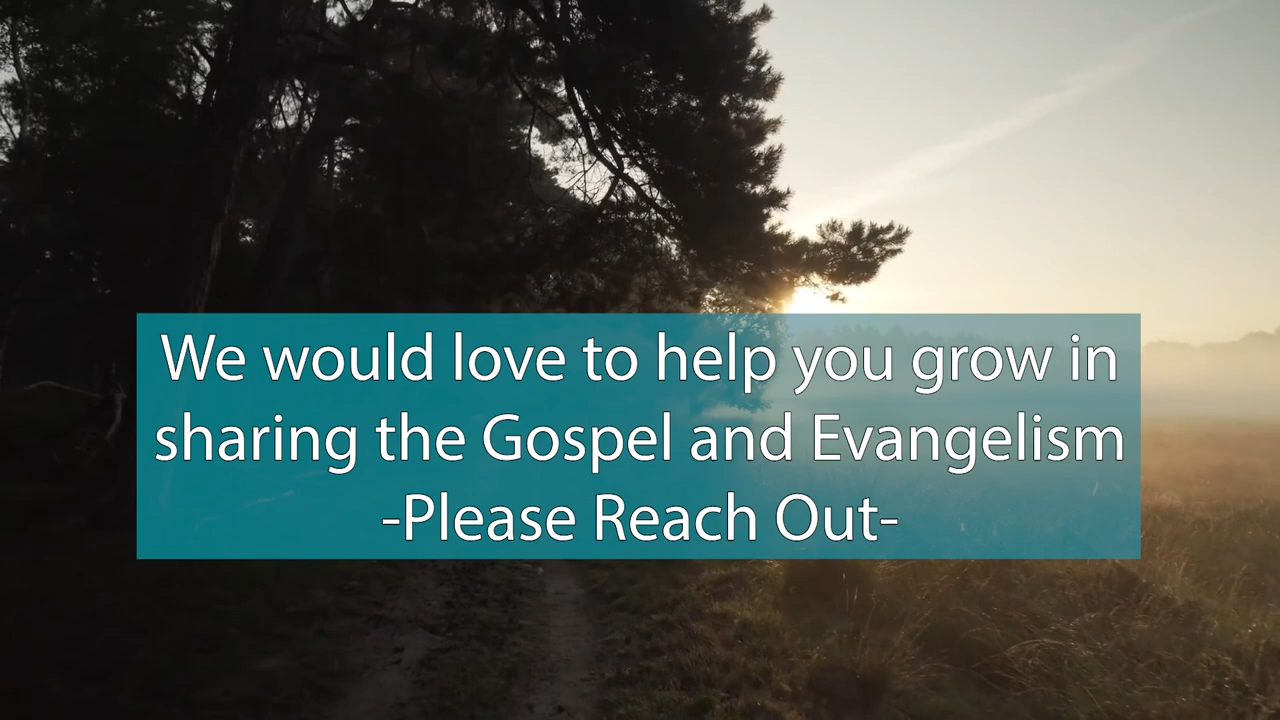 We would love to help you grow in
sharing the Gospel and Evangelism
-Please Reach Out-